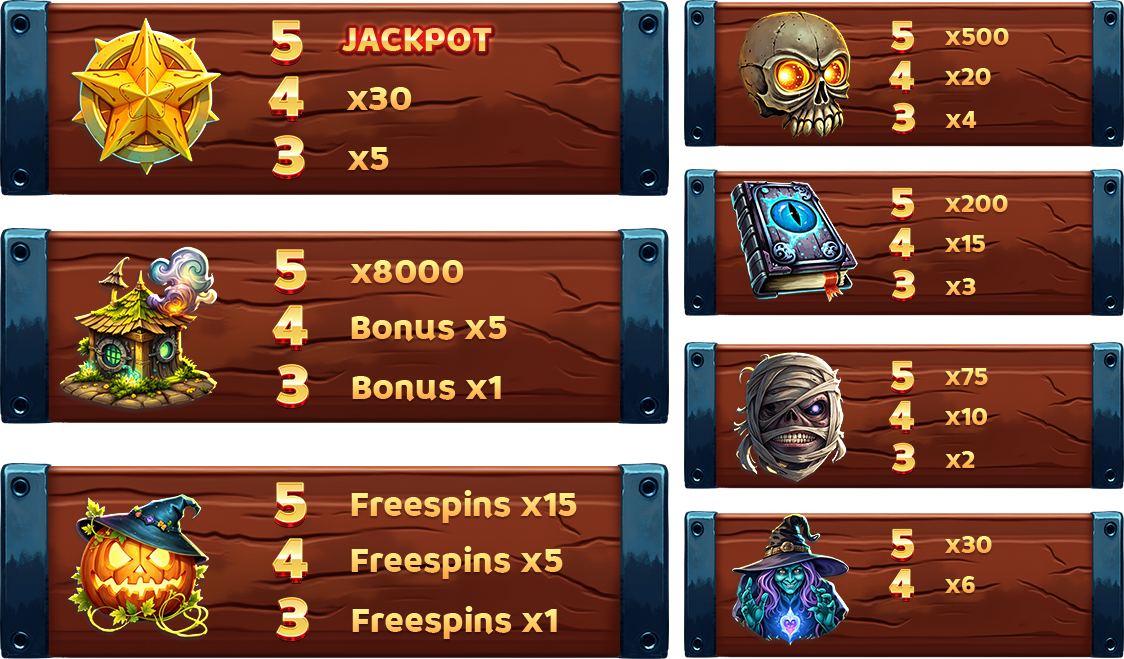 5 JACKPOT
4 x30
3 x5
5 x8000
4 Bonus x5
3 Bonus x1
5 Freespins x15
4 Freespins x5
3 Freespins x1
5 x500
4 x20
3 x4
5 x200
4 x15
3 x3
5 x75
4 x10
3 x2
5 x30
4 x6